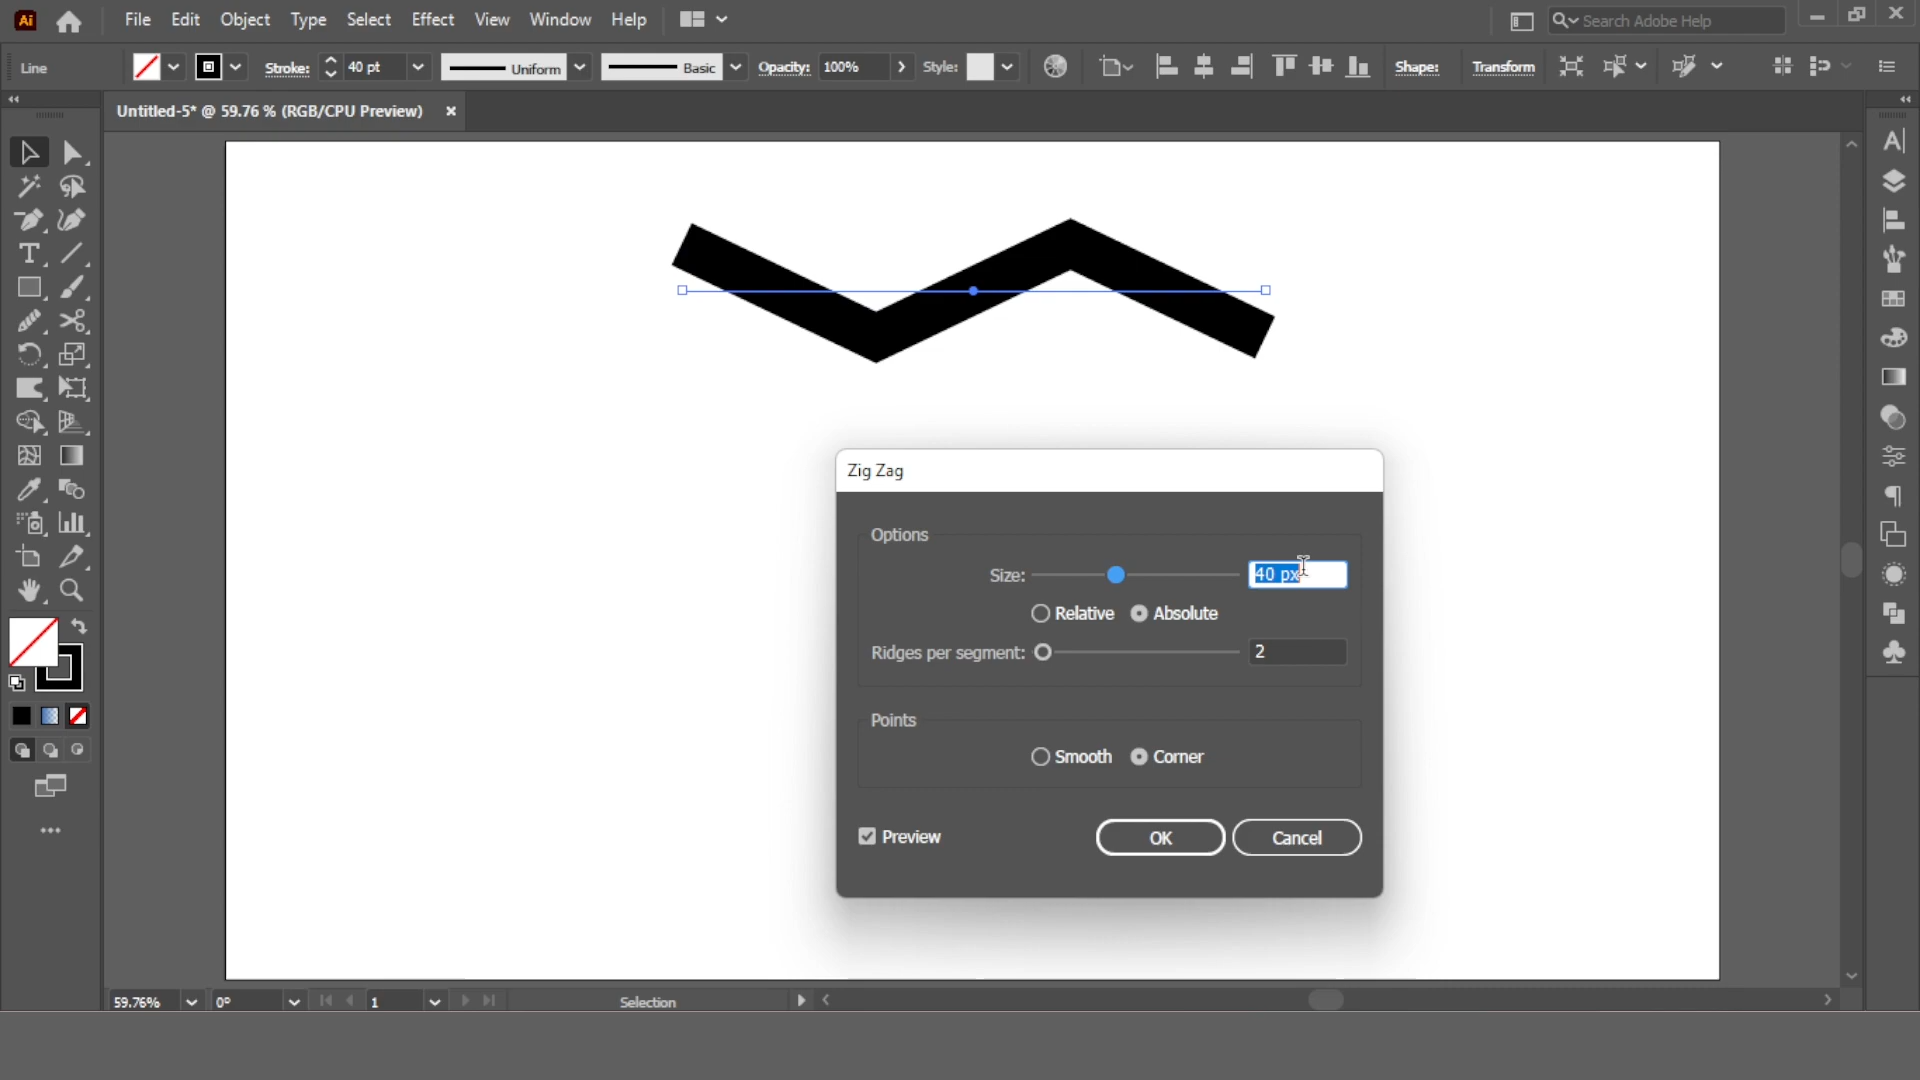 Ai File Edit Object Type Select Effect View Window Help Search Adobe Help
Line Stroke: 40 pt Uniform Basic Opacity: 100% Style: Shape: Transform
Untitled-5* @ 59.76 % (RGB/CPU Preview)
Zig Zag
Options
Size: 40 px
Relative Absolute
Ridges per segment: 2
Points
Smooth Corner
Preview OK Cancel
59.76% 0° 1 Selection